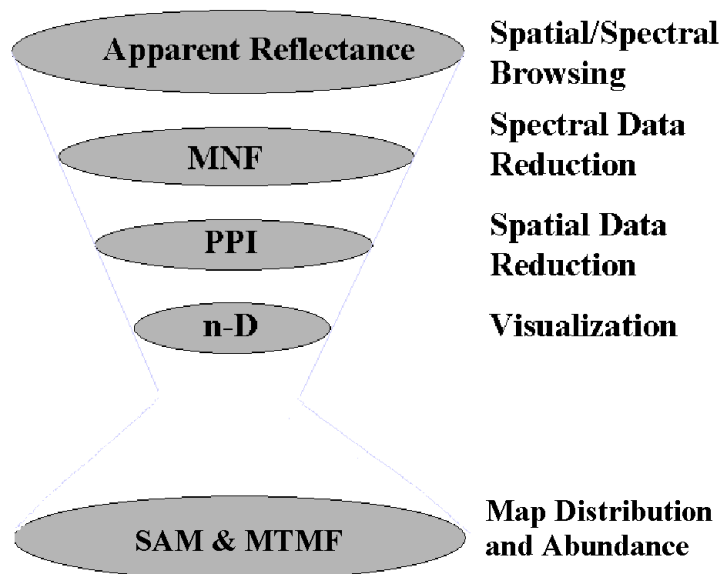 Apparent Reflectance
Spatial/Spectral
Browsing
MNF
Spectral Data
Reduction
PPI
Spatial Data
Reduction
n-D
Visualization
SAM & MTMF
Map Distribution
and Abundance